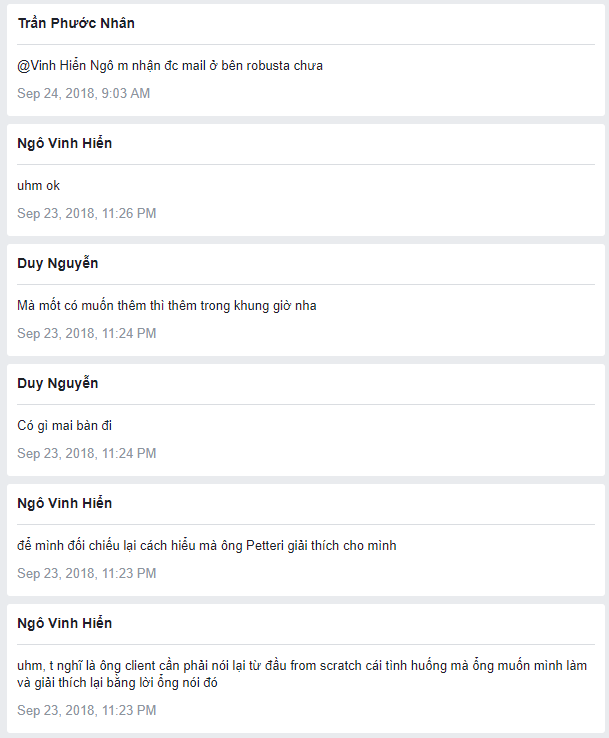 Trần Phước Nhân
@Vinh Hiển Ngô m nhận đc mail ở bên robusta chưa
Sep 24, 2018, 9:03 AM
Ngô Vinh Hiển
uhm ok
Sep 23, 2018, 11:26 PM
Duy Nguyễn
Mà mốt có muốn thêm thì thêm trong khung giờ nha
Sep 23, 2018, 11:24 PM
Duy Nguyễn
Có gì mai bàn đi
Sep 23, 2018, 11:24 PM
Ngô Vinh Hiển
để mình đối chiếu lại cách hiểu mà ông Petteri giải thích cho mình
Sep 23, 2018, 11:23 PM
Ngô Vinh Hiển
uhm, t nghĩ là ông client cần phải nói lại từ đầu from scratch cái tình huống mà ổng muốn mình làm
và giải thích lại bằng lời ổng nói đó
Sep 23, 2018, 11:23 PM